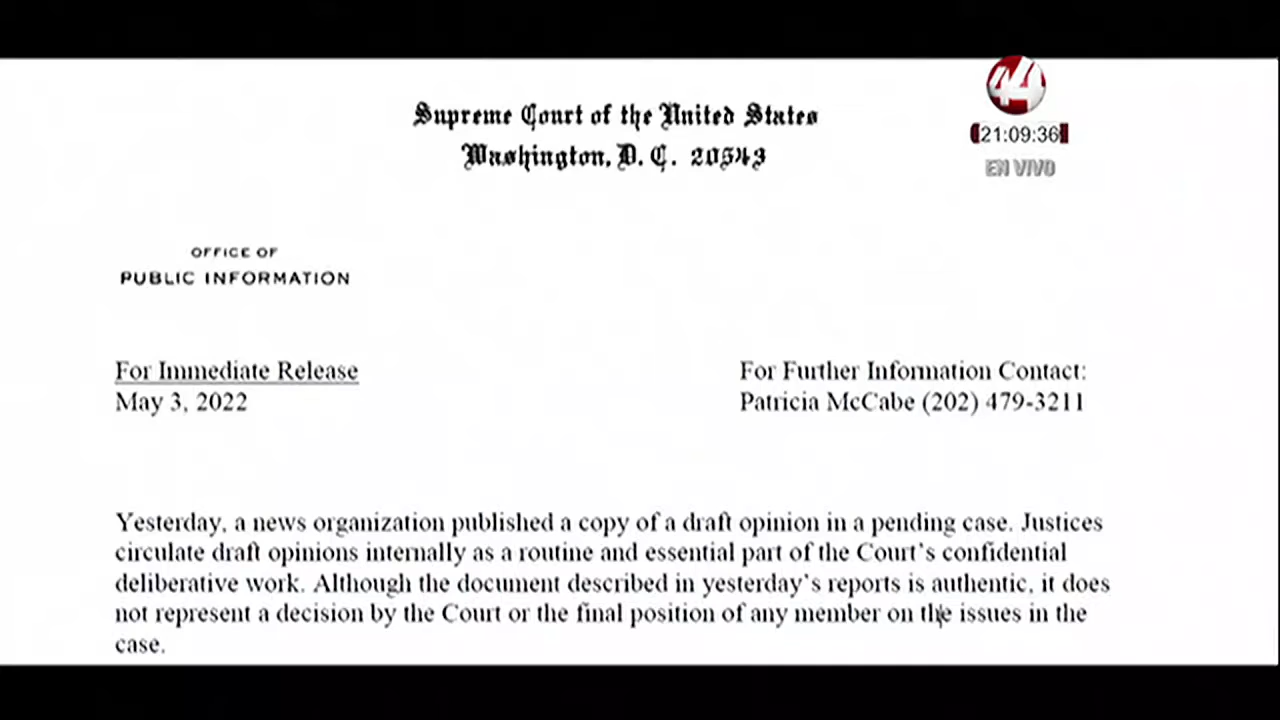 Supreme Court of the United States
Washington, D. C. 20543
44
21:09:36
EN VIVO
OFFICE OF
PUBLIC INFORMATION
For Immediate Release
May 3, 2022
For Further Information Contact:
Patricia McCabe (202) 479-3211
Yesterday, a news organization published a copy of a draft opinion in a pending case. Justices
circulate draft opinions internally as a routine and essential part of the Court's confidential
deliberative work. Although the document described in yesterday's reports is authentic, it does
not represent a decision by the Court or the final position of any member on the issues in the
case.